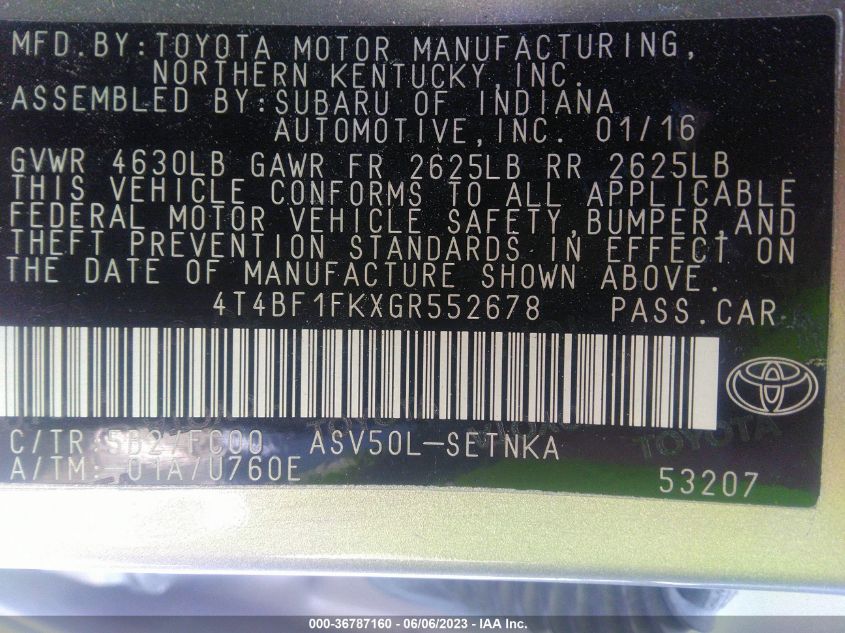 MFD.BY:TOYOTA MOTOR MANUFACTURING,
NORTHERN KENTUCKY,INC.
ASSEMBLED BY:SUBARU OF INDIANA
AUTOMOTIVE,INC. 01/16
GVWR 4630LB GAWR FR 2625LB RR 2625LB
THIS VEHICLE CONFORMS TO ALL APPLICABLE
FEDERAL MOTOR VEHICLE SAFETY,BUMPER,AND
THEFT PREVENTION STANDARDS IN EFFECT ON
THE DATE OF MANUFACTURE SHOWN ABOVE.
4T4BF1FKXGR552678 PASS.CAR
TOYOTA
C/TR:5B2/FC00 ASV50L-SETNKA
A/TM:-01A/U760E
53207
000-36787160 - 06/06/2023 - IAA Inc.